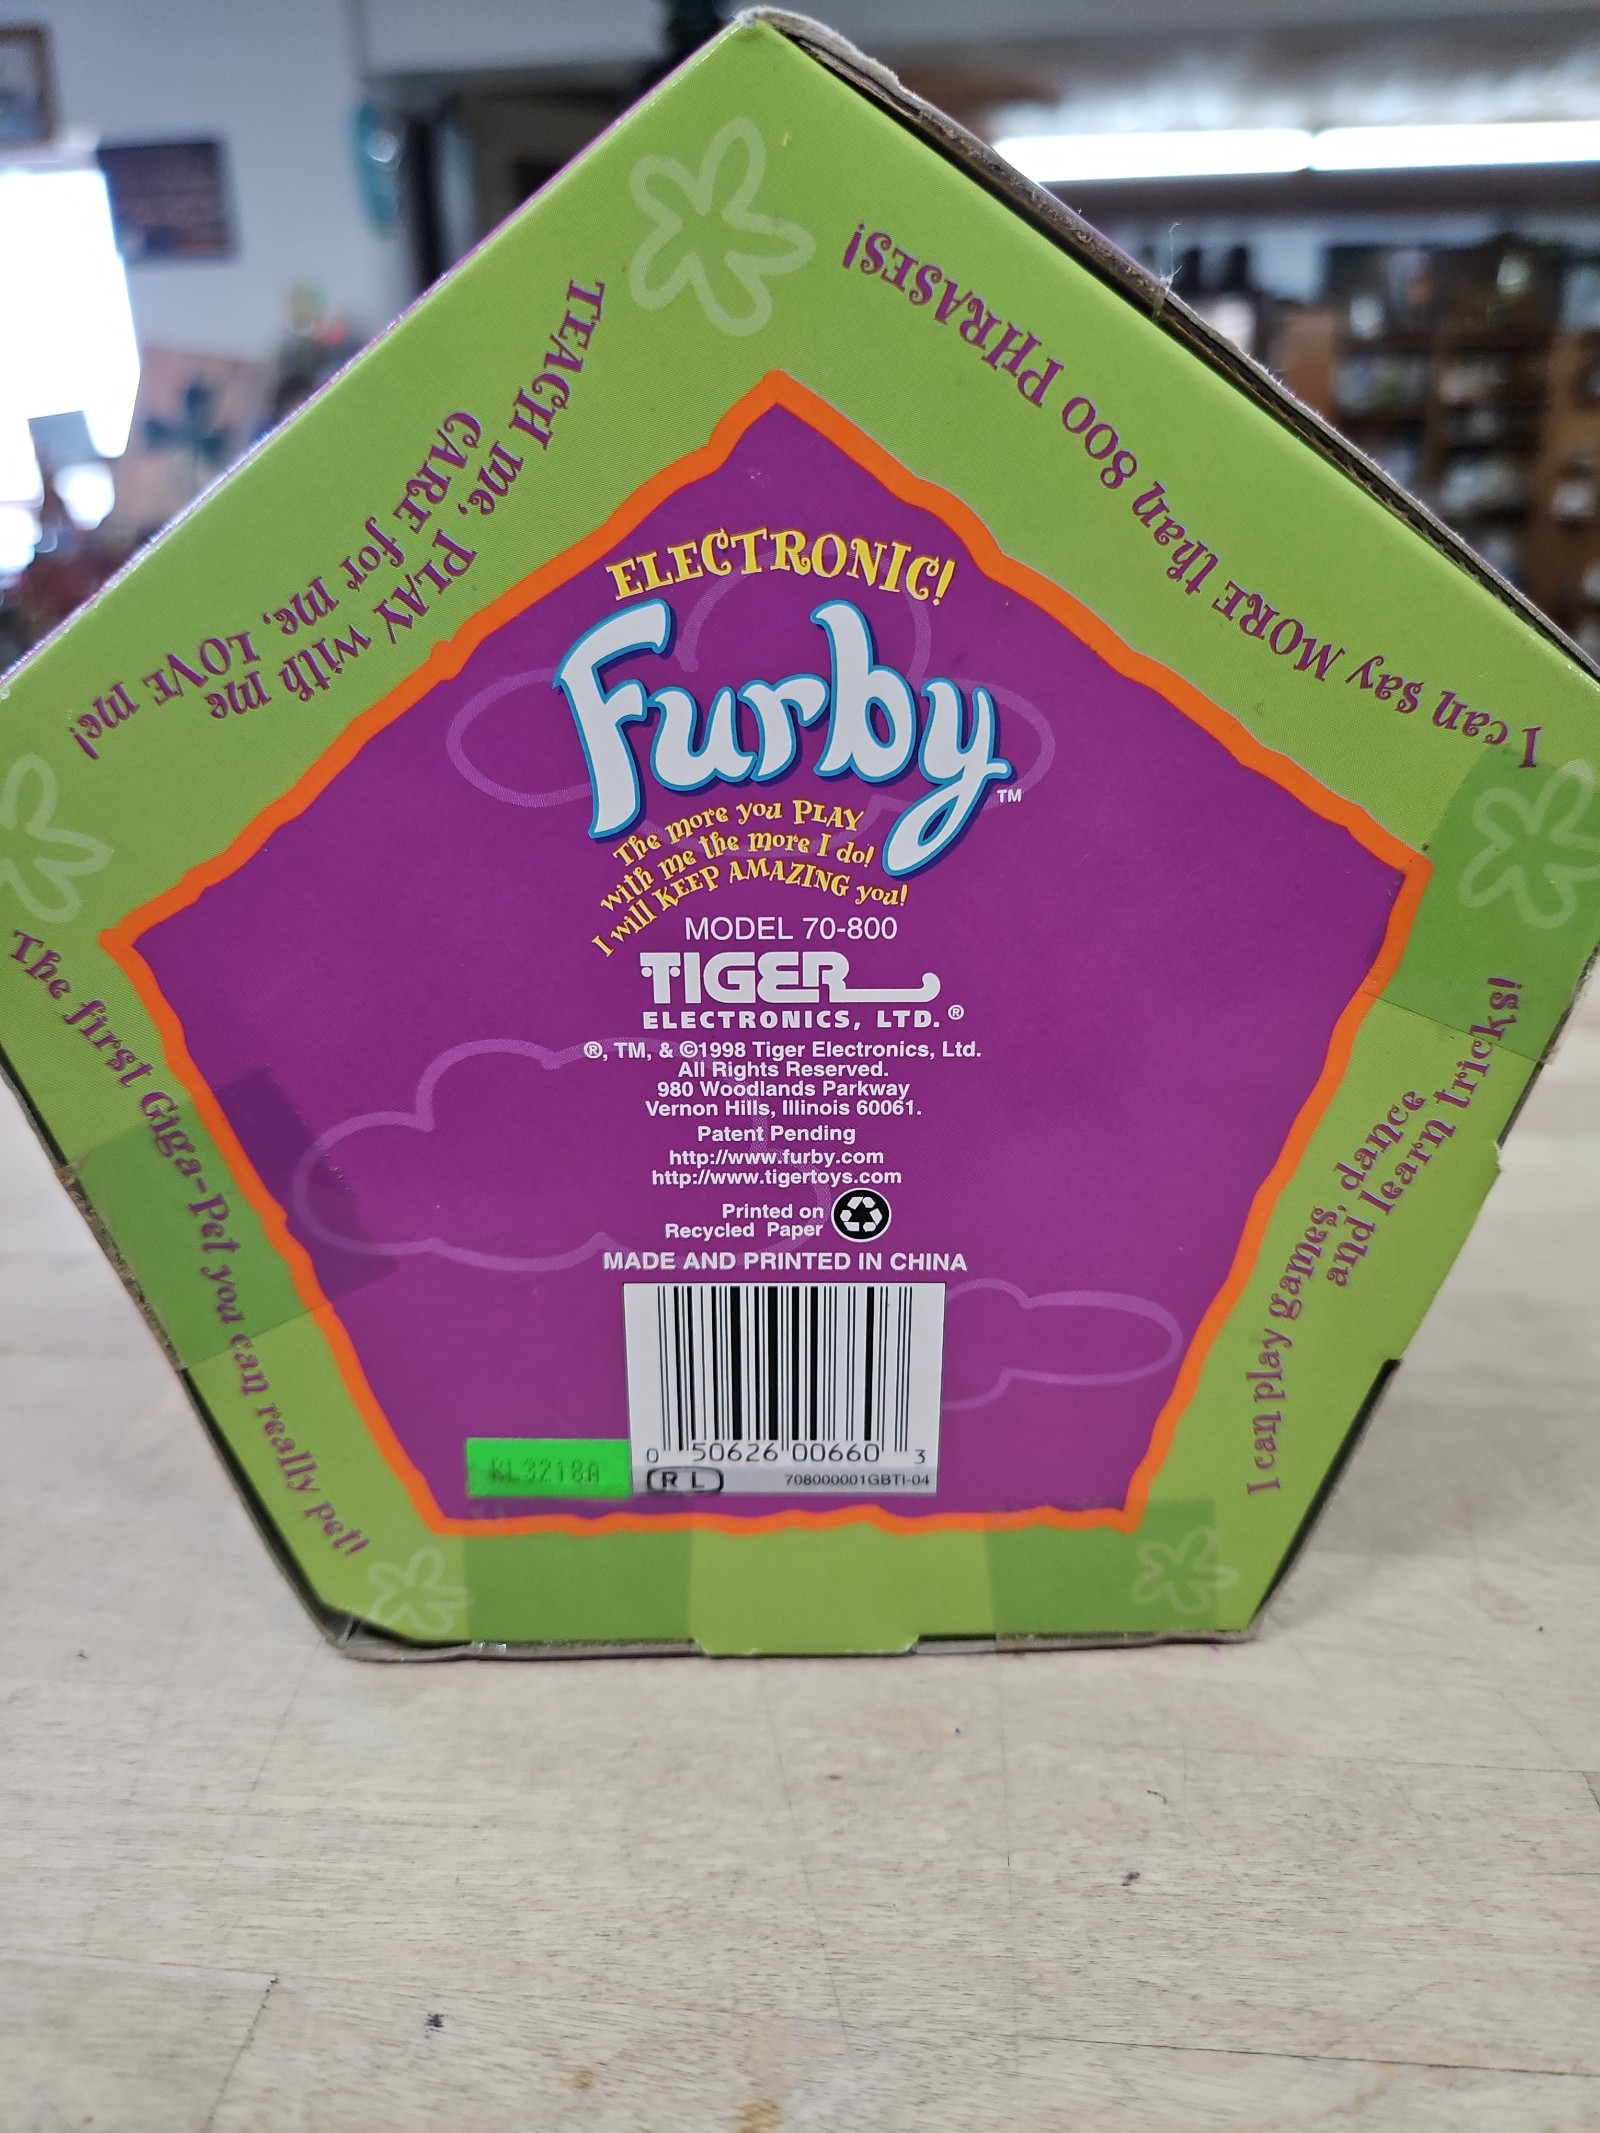 I can say MORE than 800 PHRASES!
TEACH me, PLAY with me
CARE for me, LOVE me!
ELECTRONIC!
Furby™
The more you PLAY
with me the more I do!
I will KEEP AMAZING you!
MODEL 70-800
TIGER
ELECTRONICS, LTD.®
®, TM, & ©1998 Tiger Electronics, Ltd.
All Rights Reserved.
980 Woodlands Parkway
Vernon Hills, Illinois 60061.
Patent Pending
http://www.furby.com
http://www.tigertoys.com
Printed on
Recycled Paper
MADE AND PRINTED IN CHINA
0 50626 00660 3
RL3218A
R L
708000001GBTI-04
The first Giga-Pet you can really pet!
I can play games, dance
and learn tricks!